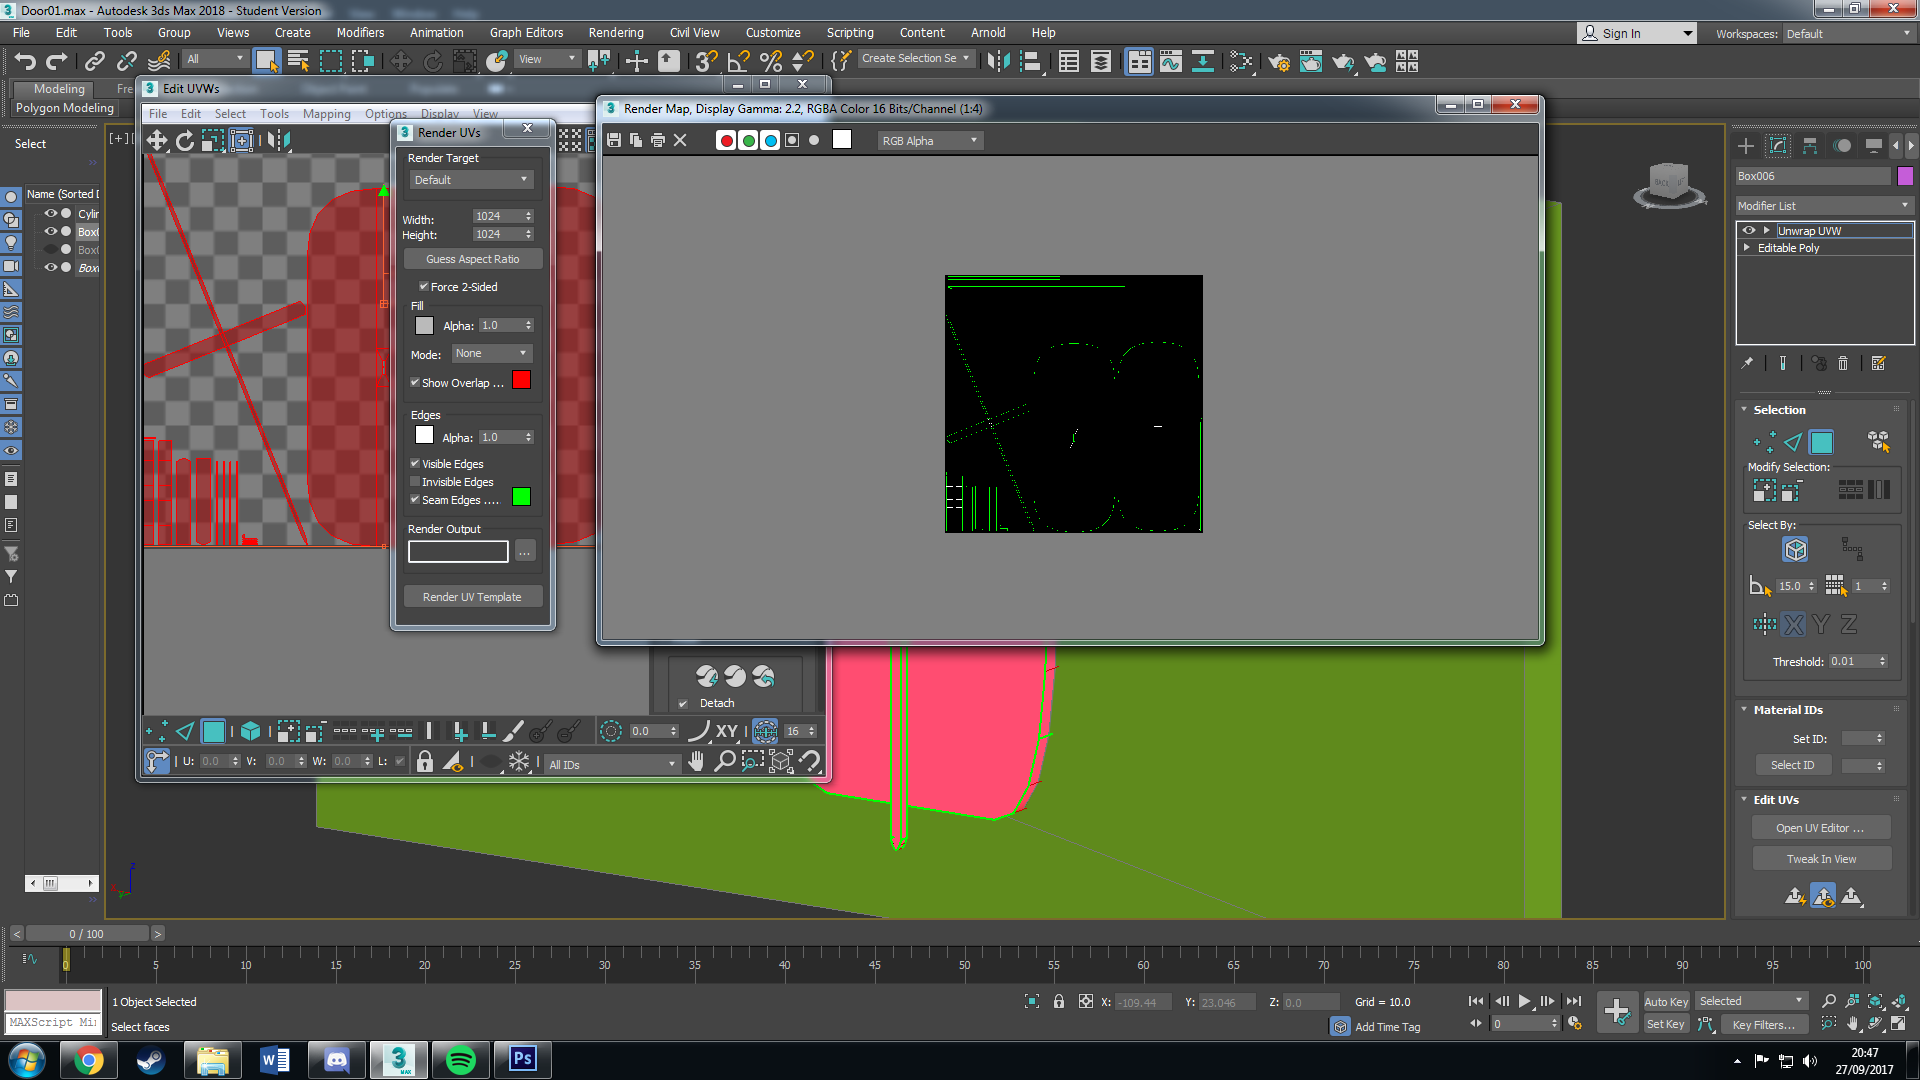 Door01.max - Autodesk 3ds Max 2018 - Student Version
File Edit Tools Group Views Create Modifiers Animation Graph Editors Rendering Civil View Customize Scripting Content Arnold Help
Sign In
Workspaces: Default
All
View
Create Selection Se
Modeling
Fre
Polygon Modeling
Select
Name (Sorted D
Cylin
Edit UVWs
File Edit Select Tools Mapping Options Display View
Render UVs
Render Target
Default
Width: 1024
Height: 1024
Guess Aspect Ratio
Force 2-Sided
Fill
Alpha: 1.0
Mode: None
Show Overlap ...
Edges
Alpha: 1.0
Visible Edges
Invisible Edges
Seam Edges ....
Render Output
...
Render UV Template
Detach
0.0
XY
16
U: 0.0 V: 0.0 W: 0.0 L:
All IDs
Render Map, Display Gamma: 2.2, RGBA Color 16 Bits/Channel (1:4)
RGB Alpha
[+]
BACK
Box006
Modifier List
Unwrap UVW
Editable Poly
Selection
Modify Selection:
Select By:
15.0
1
X Y Z
Threshold: 0.01
Material IDs
Set ID:
Select ID
Edit UVs
Open UV Editor ...
Tweak In View
< 0 / 100 >
0 5 10 15 20 25 30 35 40 45 50 55 60 65 70 75 80 85 90 95 100
1 Object Selected
Select faces
MAXScript Mi
X: -109.44 Y: 23.046 Z: 0.0 Grid = 10.0
Add Time Tag
0
Auto Key Selected
Set Key Key Filters...
20:47
27/09/2017
3 MAX
Ps